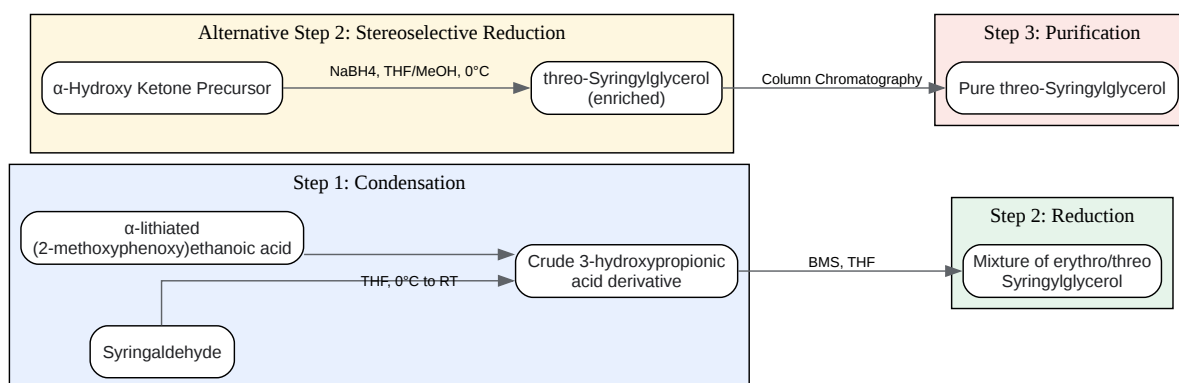 Alternative Step 2: Stereoselective Reduction
α-Hydroxy Ketone Precursor
NaBH4, THF/MeOH, 0°C
threo-Syringylglycerol
(enriched)
Column Chromatography
Step 3: Purification
Pure threo-Syringylglycerol
Step 1: Condensation
α-lithiated
(2-methoxyphenoxy)ethanoic acid
THF, 0°C to RT
Syringaldehyde
Crude 3-hydroxypropionic
acid derivative
BMS, THF
Step 2: Reduction
Mixture of erythro/threo
Syringylglycerol